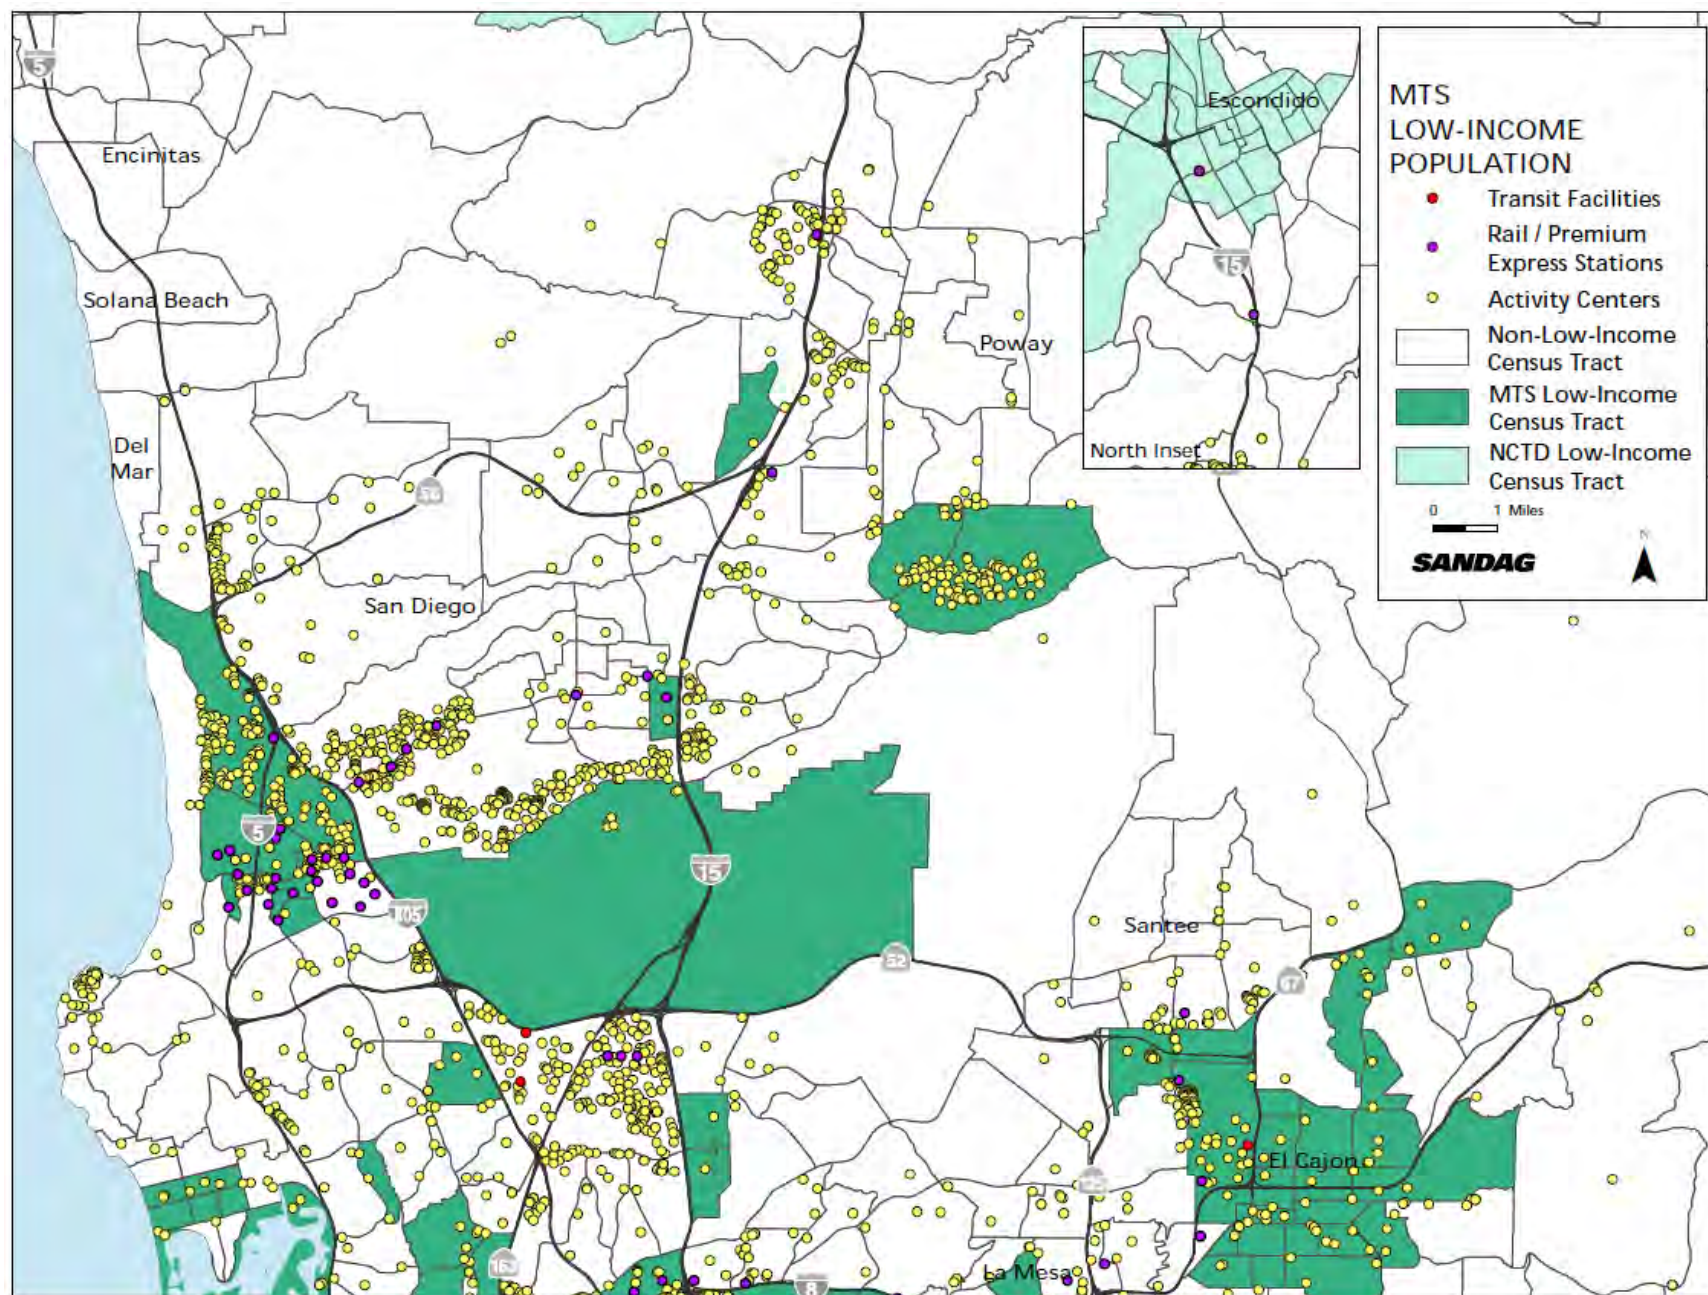 5
Encinitas
Solana Beach
Del
Mar
56
San Diego
Poway
5
805
15
52
Santee
67
125
El Cajon
163
8
La Mesa
Escondido
15
North Inset
MTS
LOW-INCOME
POPULATION
Transit Facilities
Rail / Premium
Express Stations
Activity Centers
Non-Low-Income
Census Tract
MTS Low-Income
Census Tract
NCTD Low-Income
Census Tract
0 1 Miles
SANDAG
N